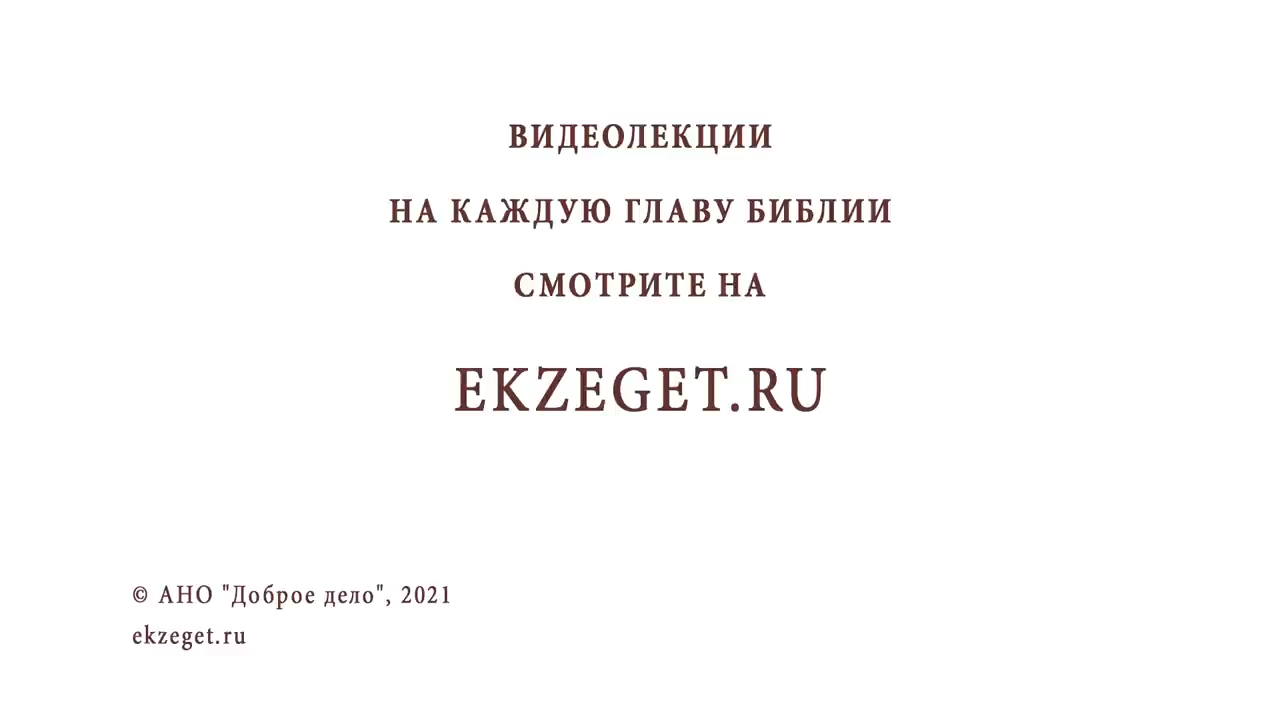 ВИДЕОЛЕКЦИИ
НА КАЖДУЮ ГЛАВУ БИБЛИИ
СМОТРИТЕ НА
EKZEGET.RU
© АНО "Доброе дело", 2021
ekzeget.ru